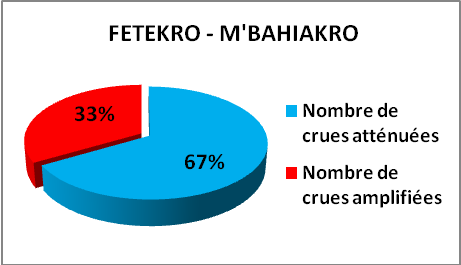 FETEKRO - M'BAHIAKRO
33%
67%
Nombre de
crues atténuées
Nombre de
crues amplifiées